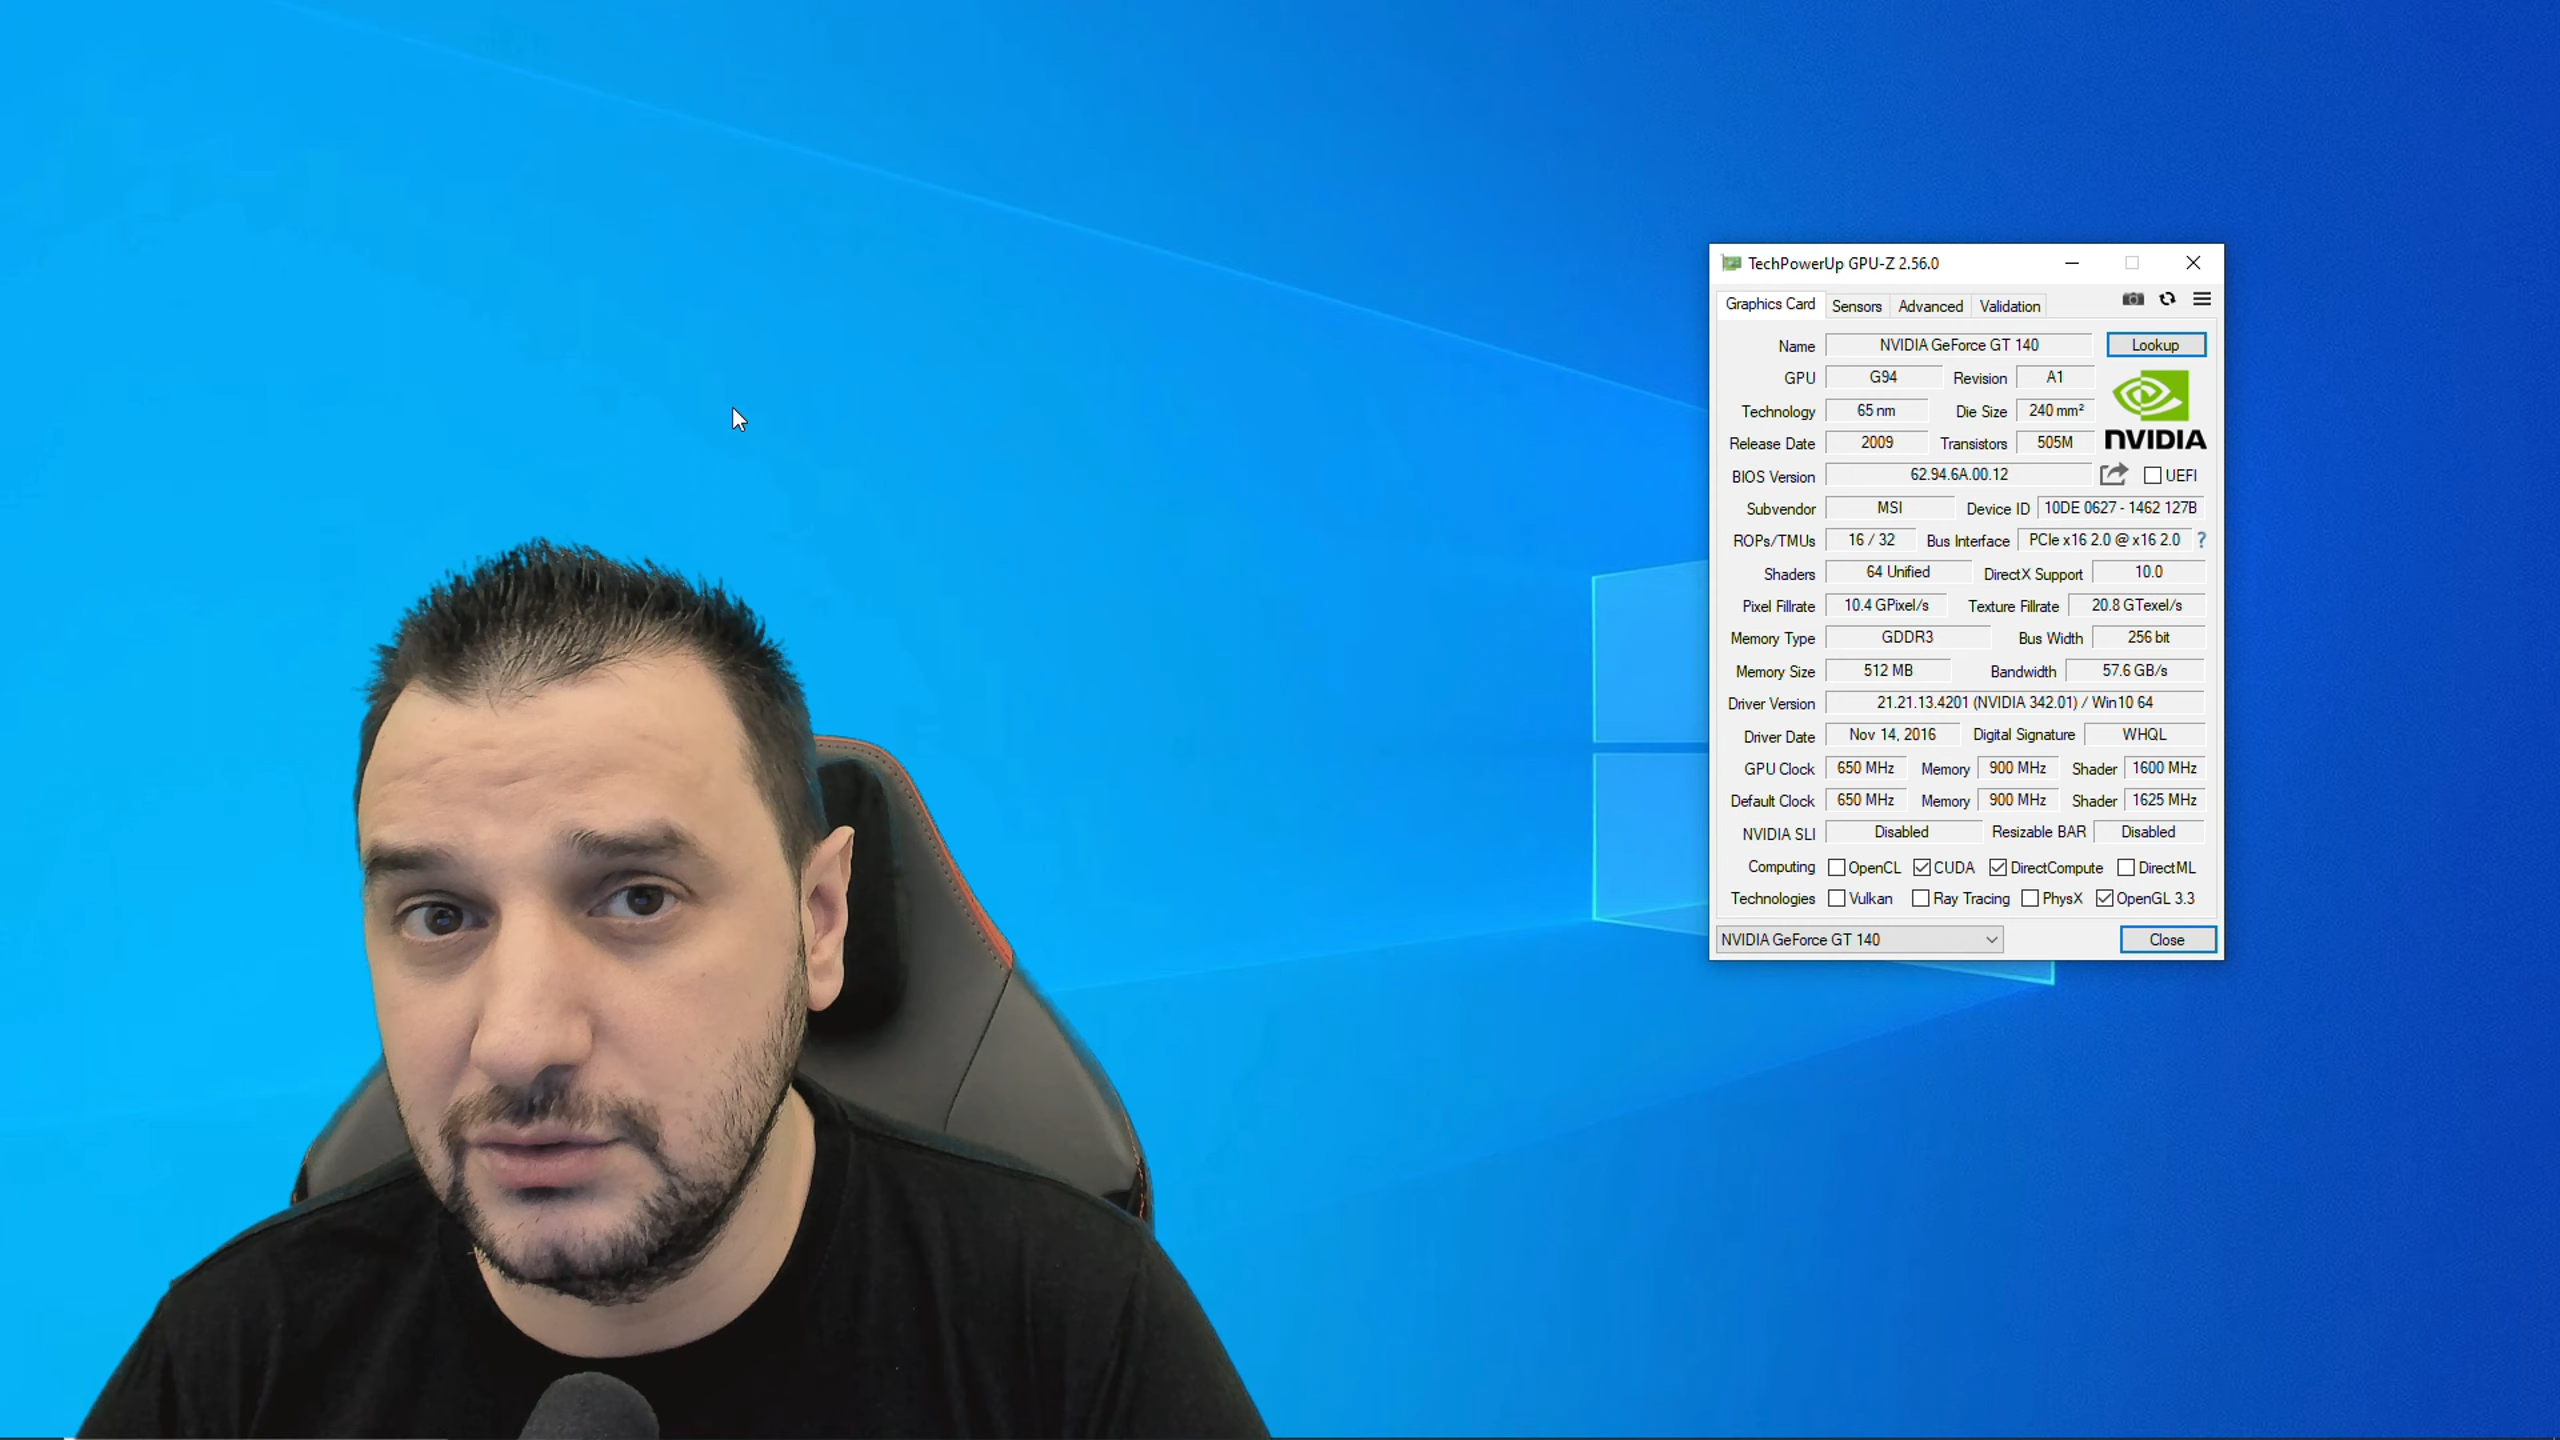 TechPowerUp GPU-Z 2.56.0
Graphics Card Sensors Advanced Validation
Name NVIDIA GeForce GT 140 Lookup
GPU G94 Revision A1
Technology 65 nm Die Size 240 mm²
Release Date 2009 Transistors 505M
NVIDIA
BIOS Version 62.94.6A.00.12 UEFI
Subvendor MSI Device ID 10DE 0627 - 1462 127B
ROPs/TMUs 16 / 32 Bus Interface PCIe x16 2.0 @ x16 2.0 ?
Shaders 64 Unified DirectX Support 10.0
Pixel Fillrate 10.4 GPixel/s Texture Fillrate 20.8 GTexel/s
Memory Type GDDR3 Bus Width 256 bit
Memory Size 512 MB Bandwidth 57.6 GB/s
Driver Version 21.21.13.4201 (NVIDIA 342.01) / Win10 64
Driver Date Nov 14, 2016 Digital Signature WHQL
GPU Clock 650 MHz Memory 900 MHz Shader 1600 MHz
Default Clock 650 MHz Memory 900 MHz Shader 1625 MHz
NVIDIA SLI Disabled Resizable BAR Disabled
Computing OpenCL CUDA DirectCompute DirectML
Technologies Vulkan Ray Tracing PhysX OpenGL 3.3
NVIDIA GeForce GT 140 Close